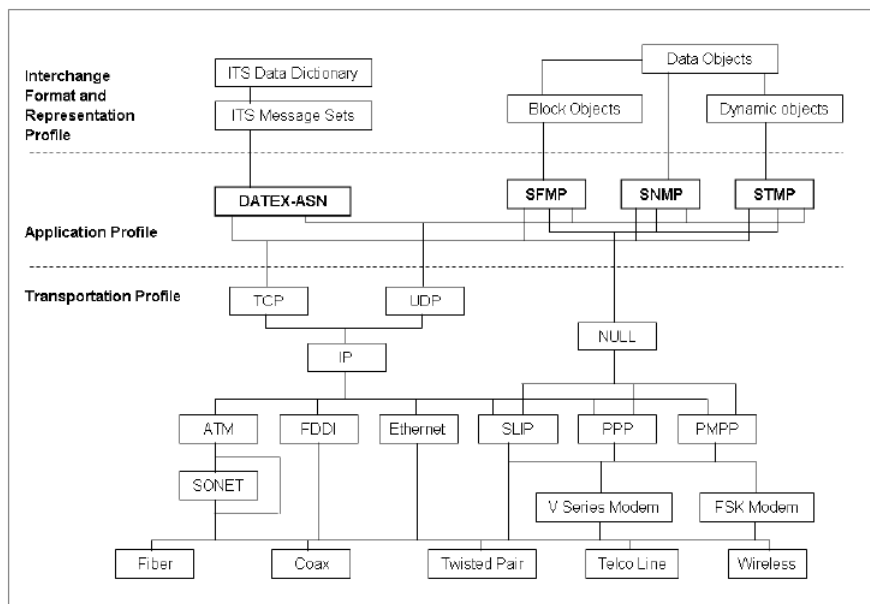 Interchange
Format and
Representation
Profile
ITS Data Dictionary
ITS Message Sets
Data Objects
Block Objects
Dynamic objects
DATEX-ASN
SFMP
SNMP
STMP
Application Profile
Transportation Profile
TCP
UDP
NULL
IP
ATM
FDDI
Ethernet
SLIP
PPP
PMPP
SONET
V Series Modem
FSK Modem
Fiber
Coax
Twisted Pair
Telco Line
Wireless